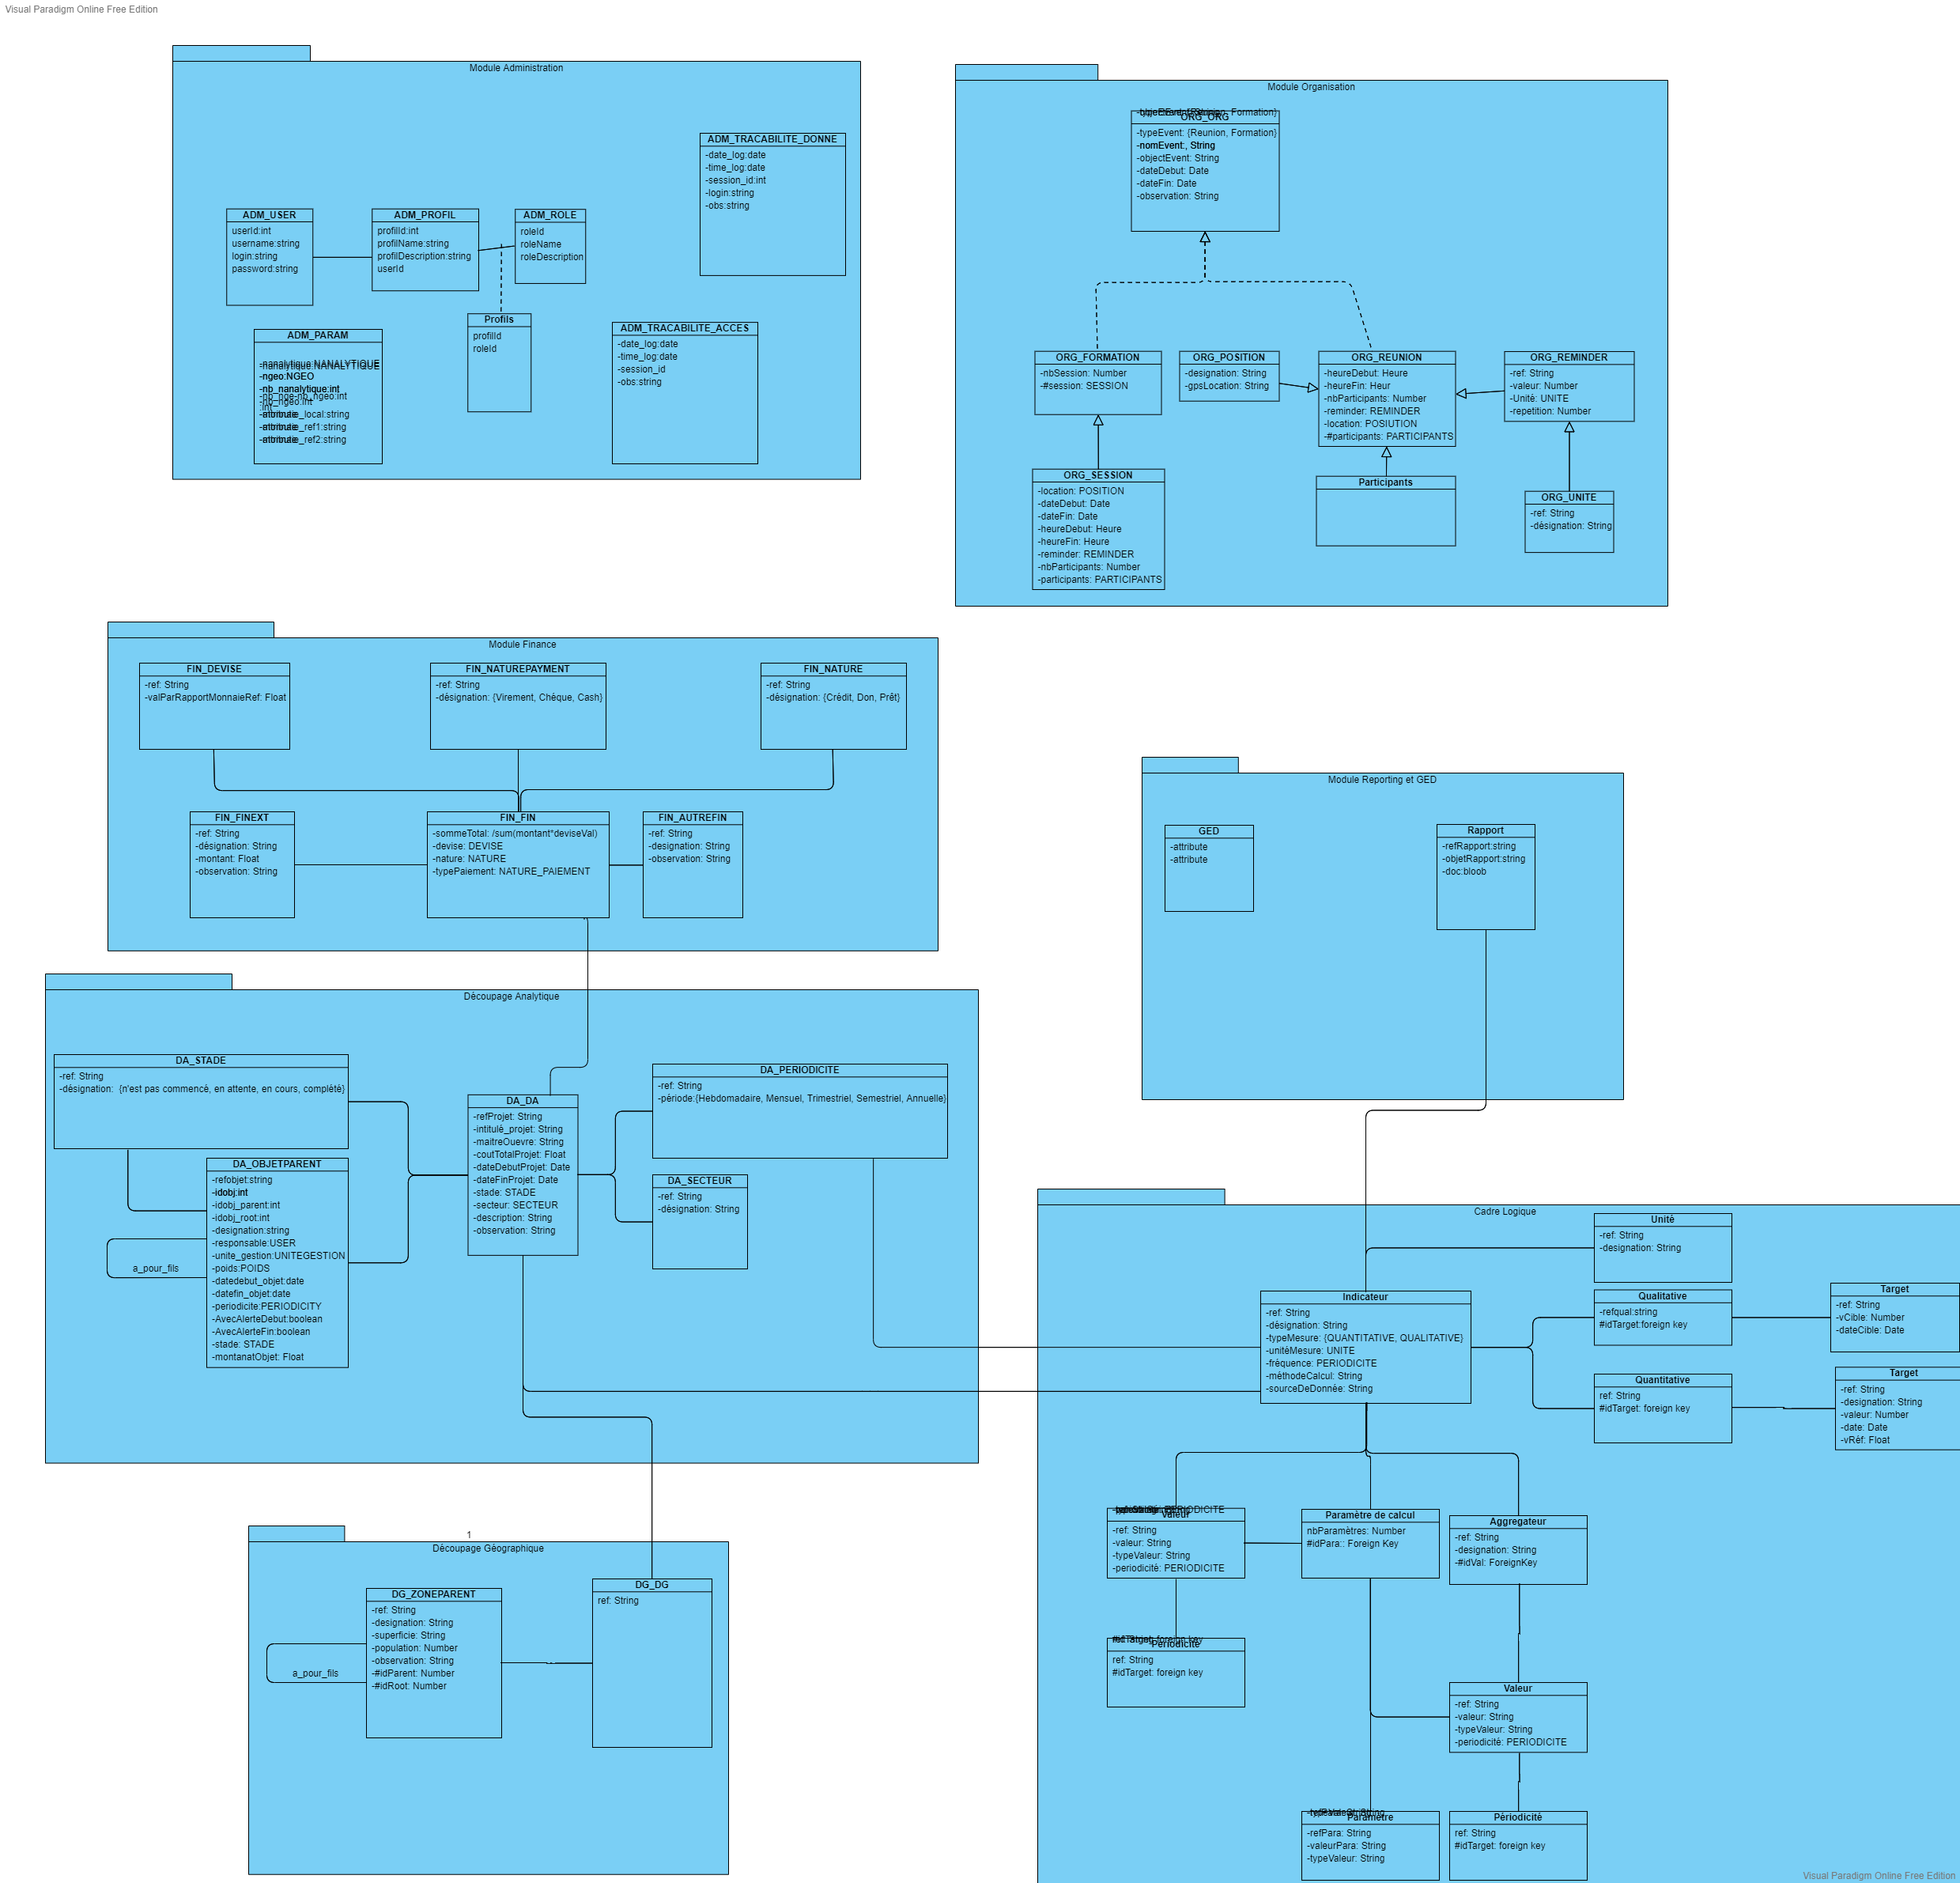 Visual Paradigm Online Free Edition
Module Administration
ADM_TRACABILITE_DONNE
-date_log:date
-time_log:date
-session_id:int
-login:string
-obs:string
ADM_USER
userId:int
username:string
login:string
password:string
ADM_PROFIL
profilId:int
profilName:string
profilDescription:string
userId
ADM_ROLE
roleId
roleName
roleDescription
Profils
profilId
roleId
ADM_PARAM
-nanalytique:NANALYTIQUE
-ngeo:NGEO
-nb_nanalytique:int
-nb_ngeo:int
_local:string
_ref1:string
_ref2:string
ADM_TRACABILITE_ACCES
-date_log:date
-time_log:date
-session_id
-obs:string
Module Organisation
ORG_ORG
-typeEvent: {Reunion, Formation}
-nomEvent:, String
-objectEvent: String
-dateDebut: Date
-dateFin: Date
-observation: String
ORG_FORMATION
-nbSession: Number
-#session: SESSION
ORG_POSITION
-designation: String
-gpsLocation: String
ORG_REUNION
-heureDebut: Heure
-heureFin: Heur
-nbParticipants: Number
-reminder: REMINDER
-location: POSIUTION
-#participants: PARTICIPANTS
ORG_REMINDER
-ref: String
-valeur: Number
-Unité: UNITE
-repetition: Number
ORG_SESSION
-location: POSITION
-dateDebut: Date
-dateFin: Date
-heureDebut: Heure
-heureFin: Heure
-reminder: REMINDER
-nbParticipants: Number
-participants: PARTICIPANTS
Participants
ORG_UNITE
-ref: String
-désignation: String
Module Finance
FIN_DEVISE
-ref: String
-valParRapportMonnaieRef: Float
FIN_NATUREPAYMENT
-ref: String
-désignation: {Virement, Chéque, Cash}
FIN_NATURE
-ref: String
-désignation: {Crédit, Don, Prêt}
FIN_FINEXT
-ref: String
-désignation: String
-montant: Float
-observation: String
FIN_FIN
-sommeTotal: /sum(montant*deviseVal)
-devise: DEVISE
-nature: NATURE
-typePaiement: NATURE_PAIEMENT
FIN_AUTREFIN
-ref: String
-designation: String
-observation: String
Module Reporting et GED
GED
-attribute
-attribute
Rapport
-refRapport:string
-objetRapport:string
-doc:bloob
Découpage Analytique
DA_STADE
-ref: String
-désignation:  {n'est pas commencé, en attente, en cours, complété}
DA_OBJETPARENT
-refobjet:string
-idobj:int
-idobj_parent:int
-idobj_root:int
-designation:string
-responsable:USER
-unite_gestion:UNITEGESTION
-poids:POIDS
-datedebut_objet:date
-datefin_objet:date
-periodicite:PERIODICITY
-AvecAlerteDebut:boolean
-AvecAlerteFin:boolean
-stade: STADE
-montanatObjet: Float
a_pour_fils
DA_DA
-refProjet: String
-intitulé_projet: String
-maitreOuevre: String
-coutTotalProjet: Float
-dateDebutProjet: Date
-dateFinProjet: Date
-stade: STADE
-secteur: SECTEUR
-description: String
-observation: String
DA_PERIODICITE
-ref: String
-période:{Hebdomadaire, Mensuel, Trimestriel, Semestriel, Annuelle}
DA_SECTEUR
-ref: String
-désignation: String
Cadre Logique
Unité
-ref: String
-designation: String
Indicateur
-ref: String
-désignation: String
-typeMesure: {QUANTITATIVE, QUALITATIVE}
-unitéMesure: UNITE
-fréquence: PERIODICITE
-méthodeCalcul: String
-sourceDeDonnée: String
Qualitative
-refqual:string
#idTarget:foreign key
Target
-ref: String
-vCible: Number
-dateCible: Date
Quantitative
ref: String
#idTarget: foreign key
Target
-ref: String
-designation: String
-valeur: Number
-date: Date
-vRéf: Float
Valeur
-ref: String
-valeur: String
-typeValeur: String
-periodicité: PERIODICITE
Paramètre de calcul
nbParamètres: Number
#idPara:: Foreign Key
Aggregateur
-ref: String
-designation: String
-#idVal: ForeignKey
Périodicité
ref: String
#idTarget: foreign key
Valeur
-ref: String
-valeur: String
-typeValeur: String
-periodicité: PERIODICITE
Paramètre
-refPara: String
-valeurPara: String
-typeValeur: String
Périodicité
ref: String
#idTarget: foreign key
1
Découpage Géographique
DG_ZONEPARENT
-ref: String
-designation: String
-superficie: String
-population: Number
-observation: String
-#idParent: Number
-#idRoot: Number
a_pour_fils
DG_DG
ref: String
Visual Paradigm Online Free Edition